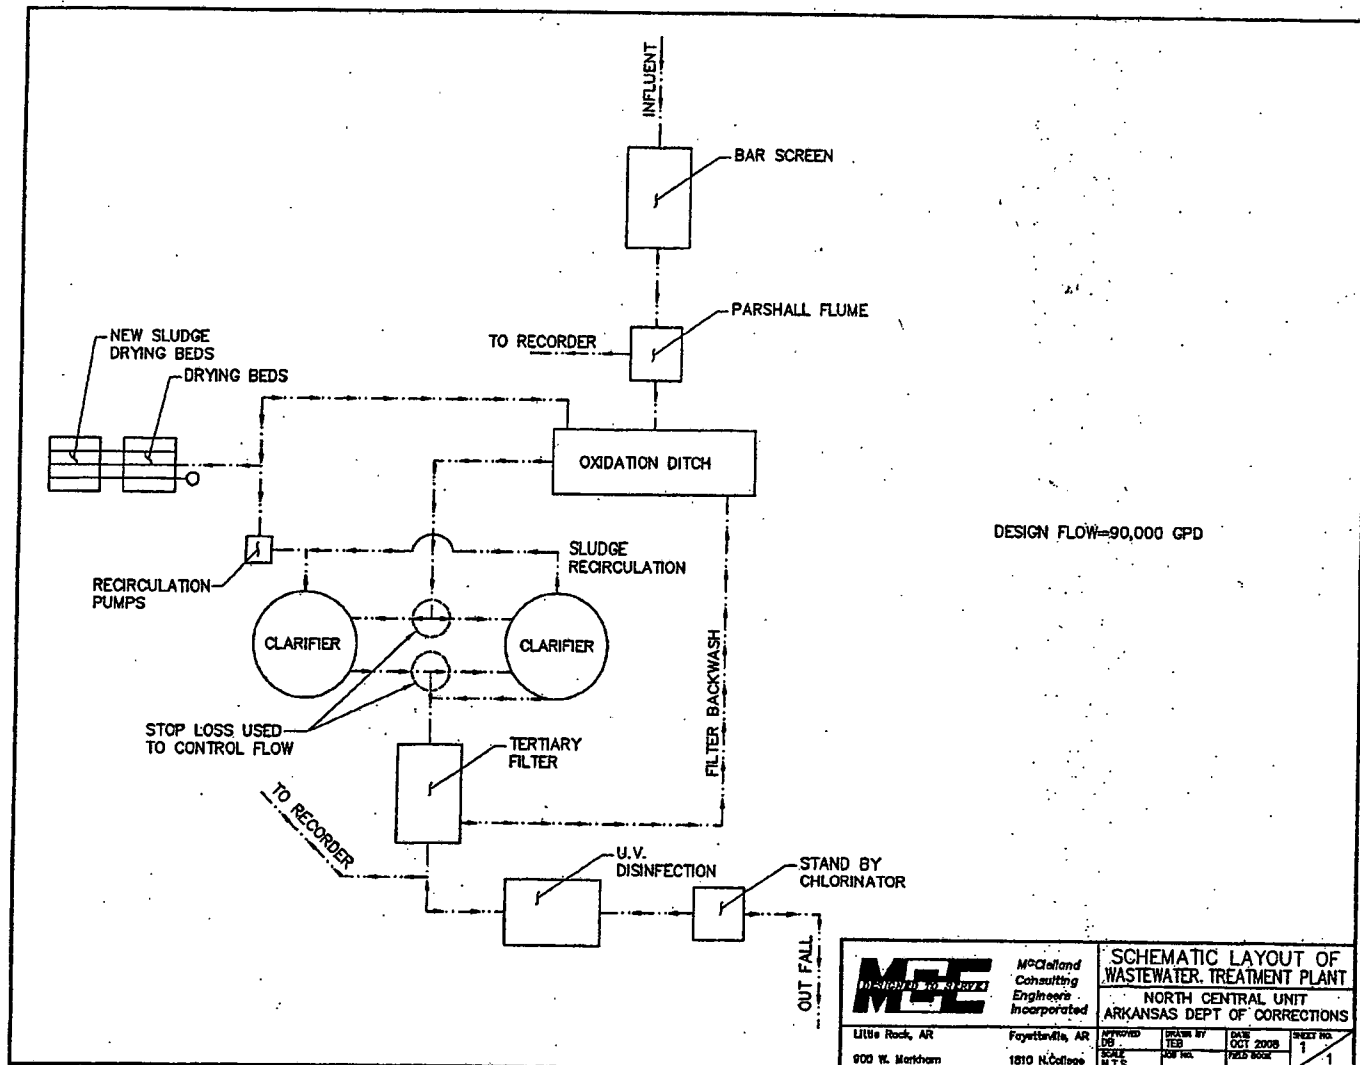 INFLUENT
BAR SCREEN
PARSHALL FLUME
TO RECORDER
NEW SLUDGE
DRYING BEDS
DRYING BEDS
OXIDATION DITCH
DESIGN FLOW=90,000 GPD
SLUDGE
RECIRCULATION
RECIRCULATION
PUMPS
CLARIFIER
CLARIFIER
FILTER BACKWASH
STOP LOSS USED
TO CONTROL FLOW
TERTIARY
FILTER
TO RECORDER
U.V.
DISINFECTION
STAND BY
CHLORINATOR
OUT FALL
MCE
DESIGNED TO SERVE!
McClelland
Consulting
Engineers
Incorporated
SCHEMATIC LAYOUT OF
WASTEWATER TREATMENT PLANT
NORTH CENTRAL UNIT
ARKANSAS DEPT OF CORRECTIONS
Little Rock, AR
Fayetteville, AR
900 W. Markham
1810 N. College
APPROVED
DB
DRAWN BY
TEB
DATE
OCT 2008
SHEET NO.
1
1
SCALE
N.T.S.
JOB NO.
FIELD BOOK